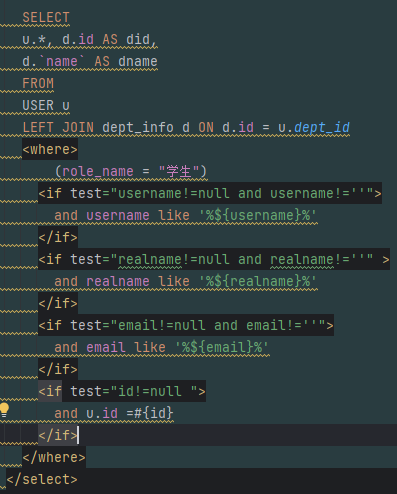 SELECT
u.*, d.id AS did,
d.`name` AS dname
FROM
USER u
LEFT JOIN dept_info d ON d.id = u.dept_id
<where>
(role_name = "学生")
<if test="username!=null and username!=''">
and username like '%${username}%'
</if>
<if test="realname!=null and realname!=''" >
and realname like '%${realname}%'
</if>
<if test="email!=null and email!=''">
and email like '%${email}%'
</if>
<if test="id!=null ">
and u.id =#{id}
</if>
</where>
</select>